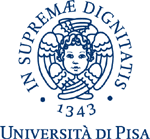 IN SUPREMÆ DIGNITATIS
· 1343 ·
UNIVERSITÀ DI PISA